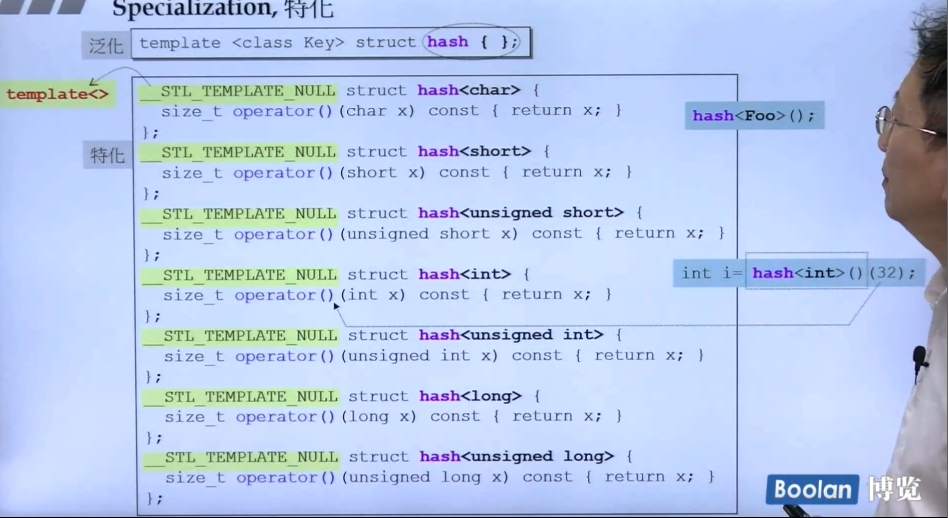 Specialization, 特化
泛化
template <class Key> struct hash { };
template<>
特化
__STL_TEMPLATE_NULL struct hash<char> {
size_t operator()(char x) const { return x; }
};
__STL_TEMPLATE_NULL struct hash<short> {
size_t operator()(short x) const { return x; }
};
__STL_TEMPLATE_NULL struct hash<unsigned short> {
size_t operator()(unsigned short x) const { return x; }
};
__STL_TEMPLATE_NULL struct hash<int> {
size_t operator()(int x) const { return x; }
};
__STL_TEMPLATE_NULL struct hash<unsigned int> {
size_t operator()(unsigned int x) const { return x; }
};
__STL_TEMPLATE_NULL struct hash<long> {
size_t operator()(long x) const { return x; }
};
__STL_TEMPLATE_NULL struct hash<unsigned long> {
size_t operator()(unsigned long x) const { return x; }
};
hash<Foo>();
int i= hash<int>()(32);
Boolan 博览